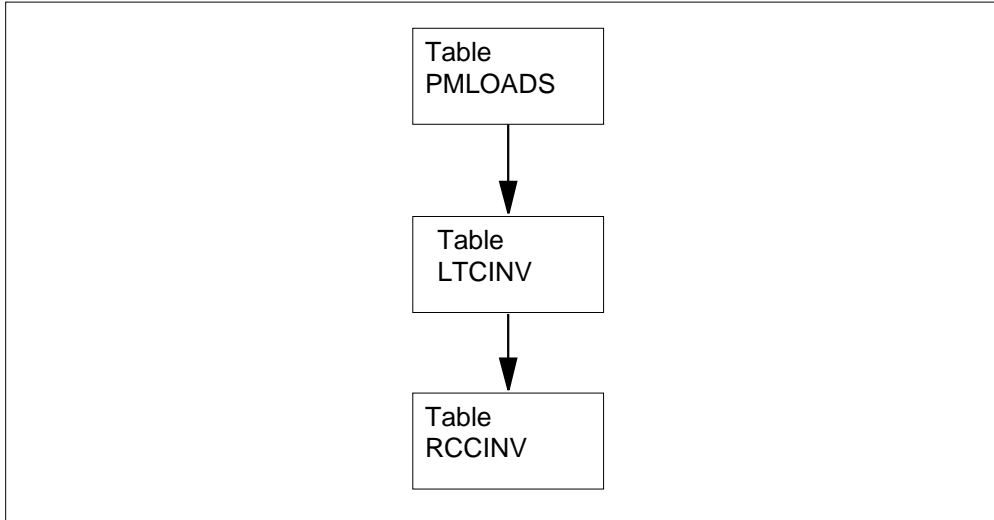 Table
PMLOADS
Table
LTCINV
Table
RCCINV